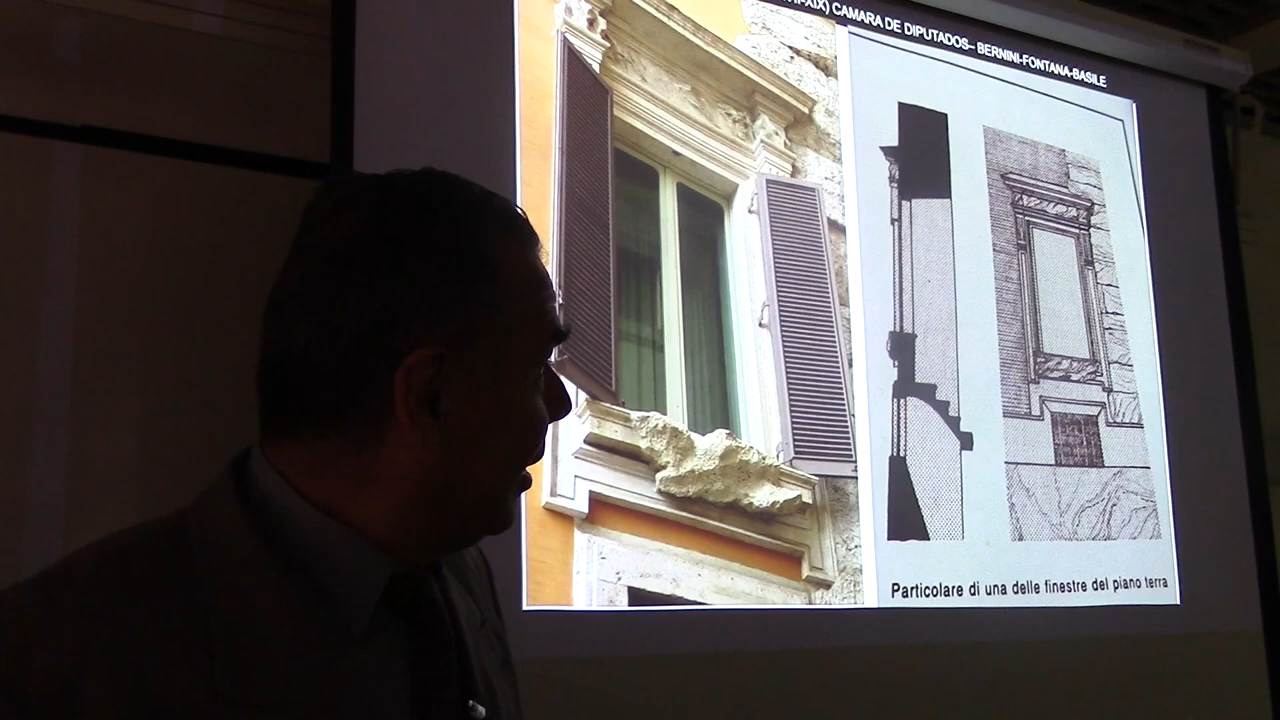 CAMARA DE DIPUTADOS– BERNINI-FONTANA-BASILE
Particolare di una delle finestre del piano terra